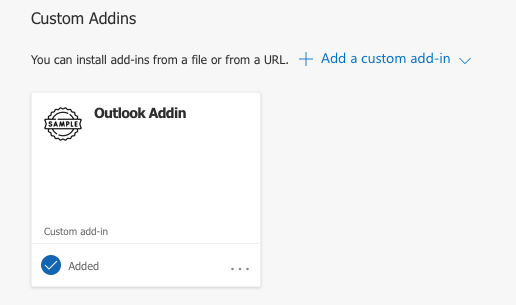 Custom Addins
You can install add-ins from a file or from a URL. Add a custom add-in
SAMPLE
Outlook Addin
Custom add-in
Added